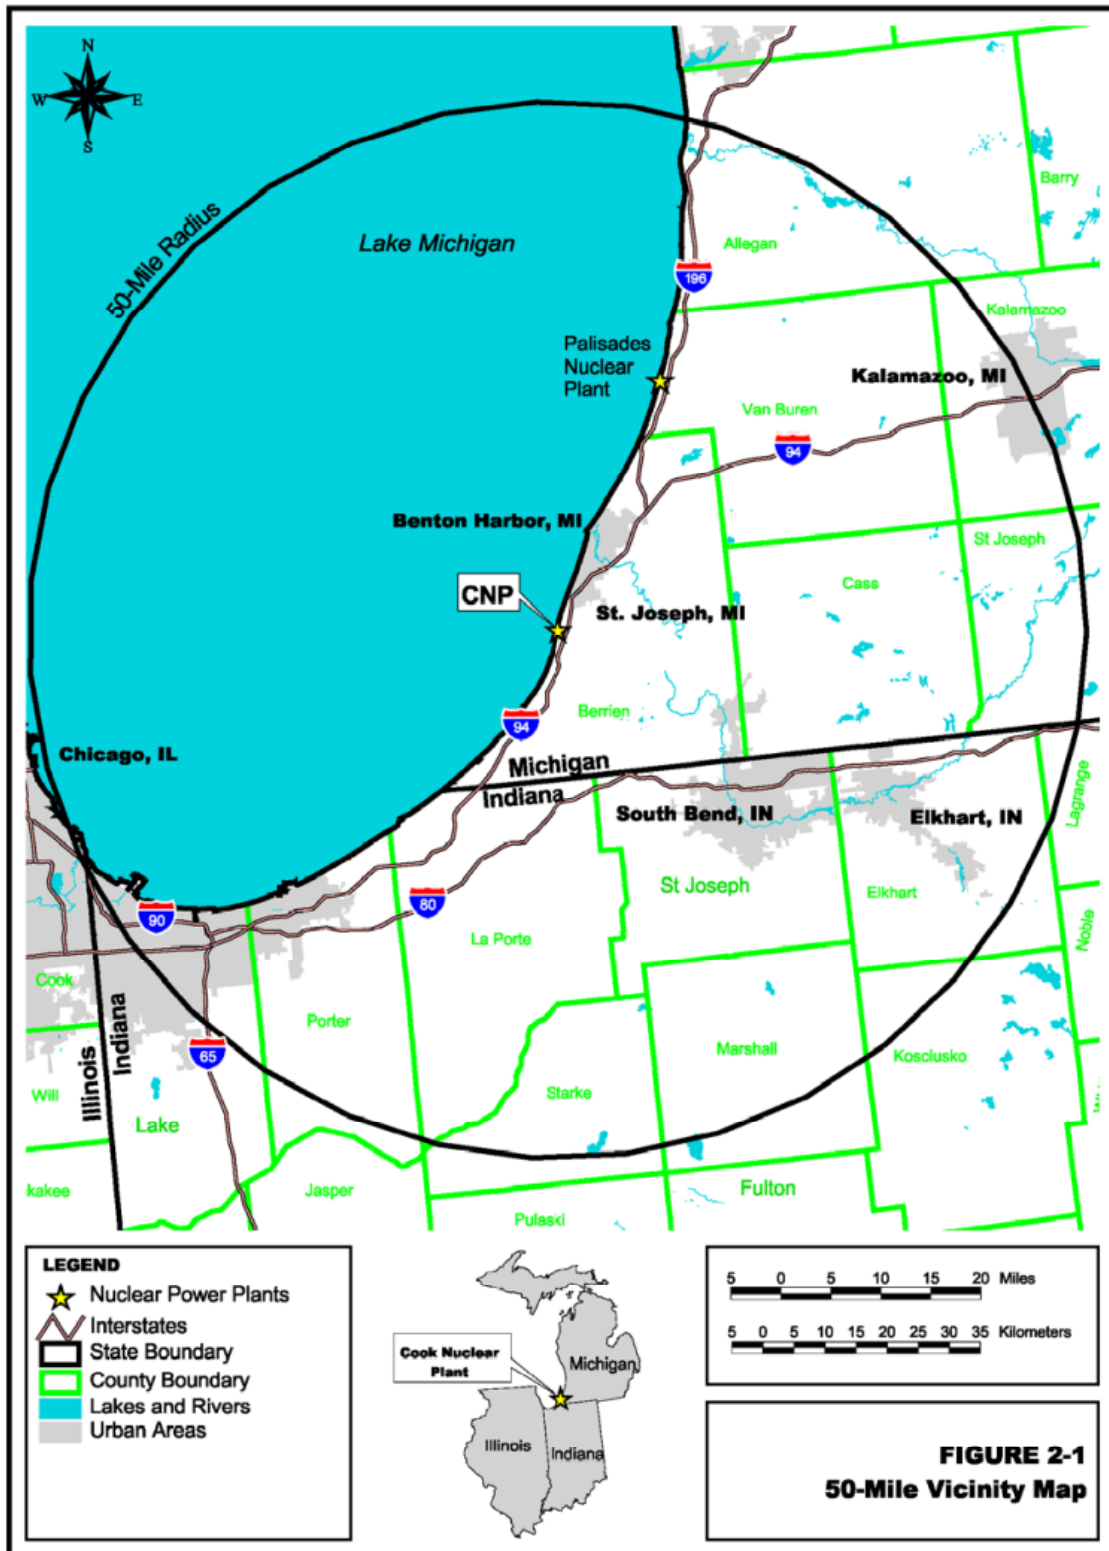 N
W
E
S
50-Mile Radius
Lake Michigan
Barry
Allegan
196
Kalamazoo
Palisades
Nuclear
Plant
Kalamazoo, MI
Van Buren
94
Benton Harbor, MI
St Joseph
CNP
Cass
St. Joseph, MI
Berrien
94
Chicago, IL
Michigan
Indiana
South Bend, IN
Elkhart, IN
Lagrange
St Joseph
Elkhart
80
90
La Porte
Noble
Cook
Porter
Illinois
Indiana
65
Marshall
Kosciusko
Will
Starke
Lake
kakee
Jasper
Fulton
Pulaski
LEGEND
Nuclear Power Plants
Interstates
State Boundary
County Boundary
Lakes and Rivers
Urban Areas
Cook Nuclear
Plant
Michigan
Illinois
Indiana
5 0 5 10 15 20 Miles
5 0 5 10 15 20 25 30 35 Kilometers
FIGURE 2-1
50-Mile Vicinity Map